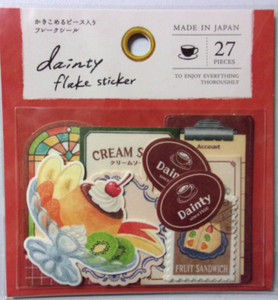 かきこめるピース入り
フレークシール
dainty
flake sticker
MADE IN JAPAN
27
PIECES
TO ENJOY EVERYTHING
THOROUGHLY
CREAM S
クリームソー
Account
Dainty
Dainty
FRUIT SANDWICH